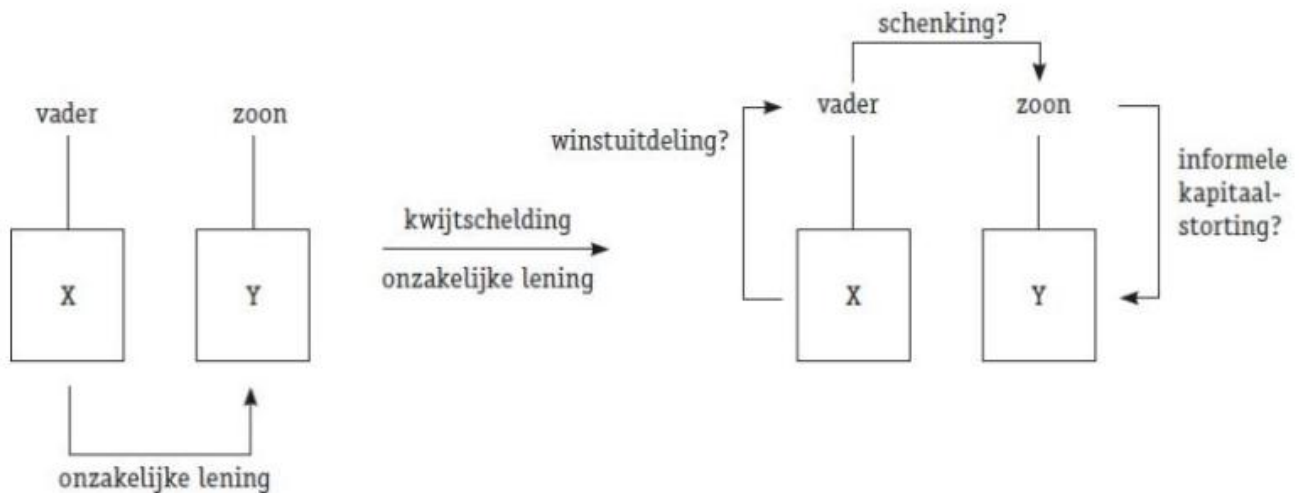 vader
zoon
X
Y
onzakelijke lening
kwijtschelding
onzakelijke lening
schenking?
vader
zoon
winstuitdeling?
informele
kapitaal-
storting?
X
Y